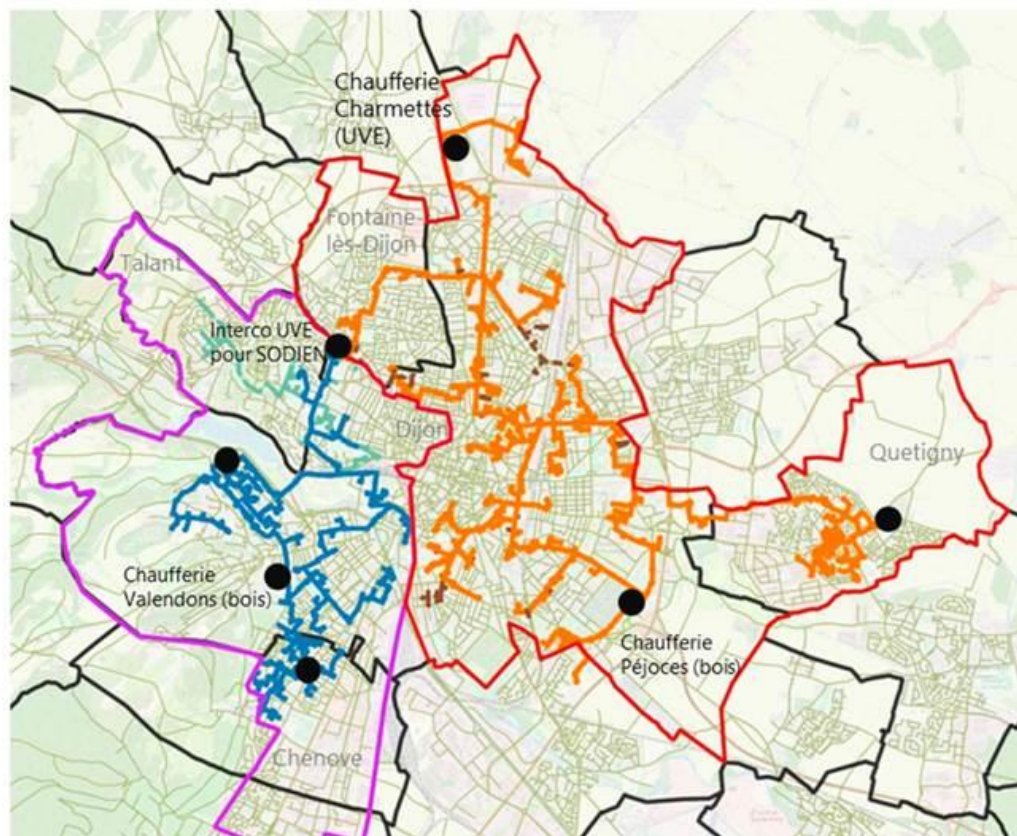 Chaufferie
Charmettes
(UVE)
Fontaine-
lès-Dijon
Talant
Interco UVE
pour SODIEN
Dijon
Quetigny
Chaufferie
Valendons (bois)
Chaufferie
Péjoces (bois)
Chenove